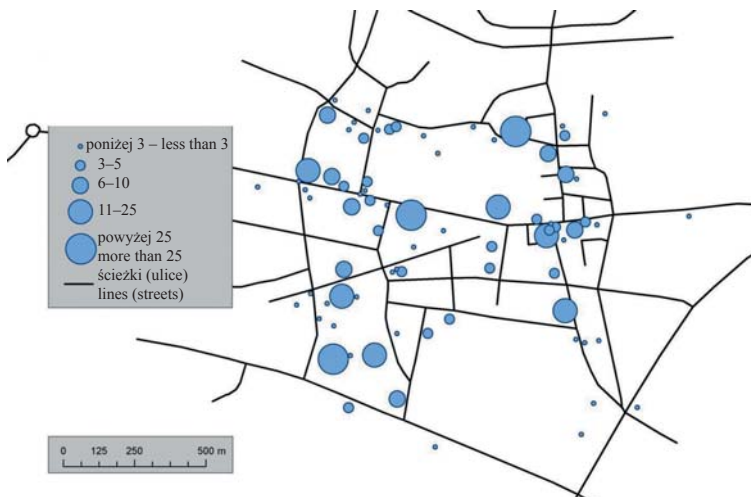 poniżej 3 – less than 3
3–5
6–10
11–25
powyżej 25
more than 25
ścieżki (ulice)
lines (streets)
0 125 250 500 m